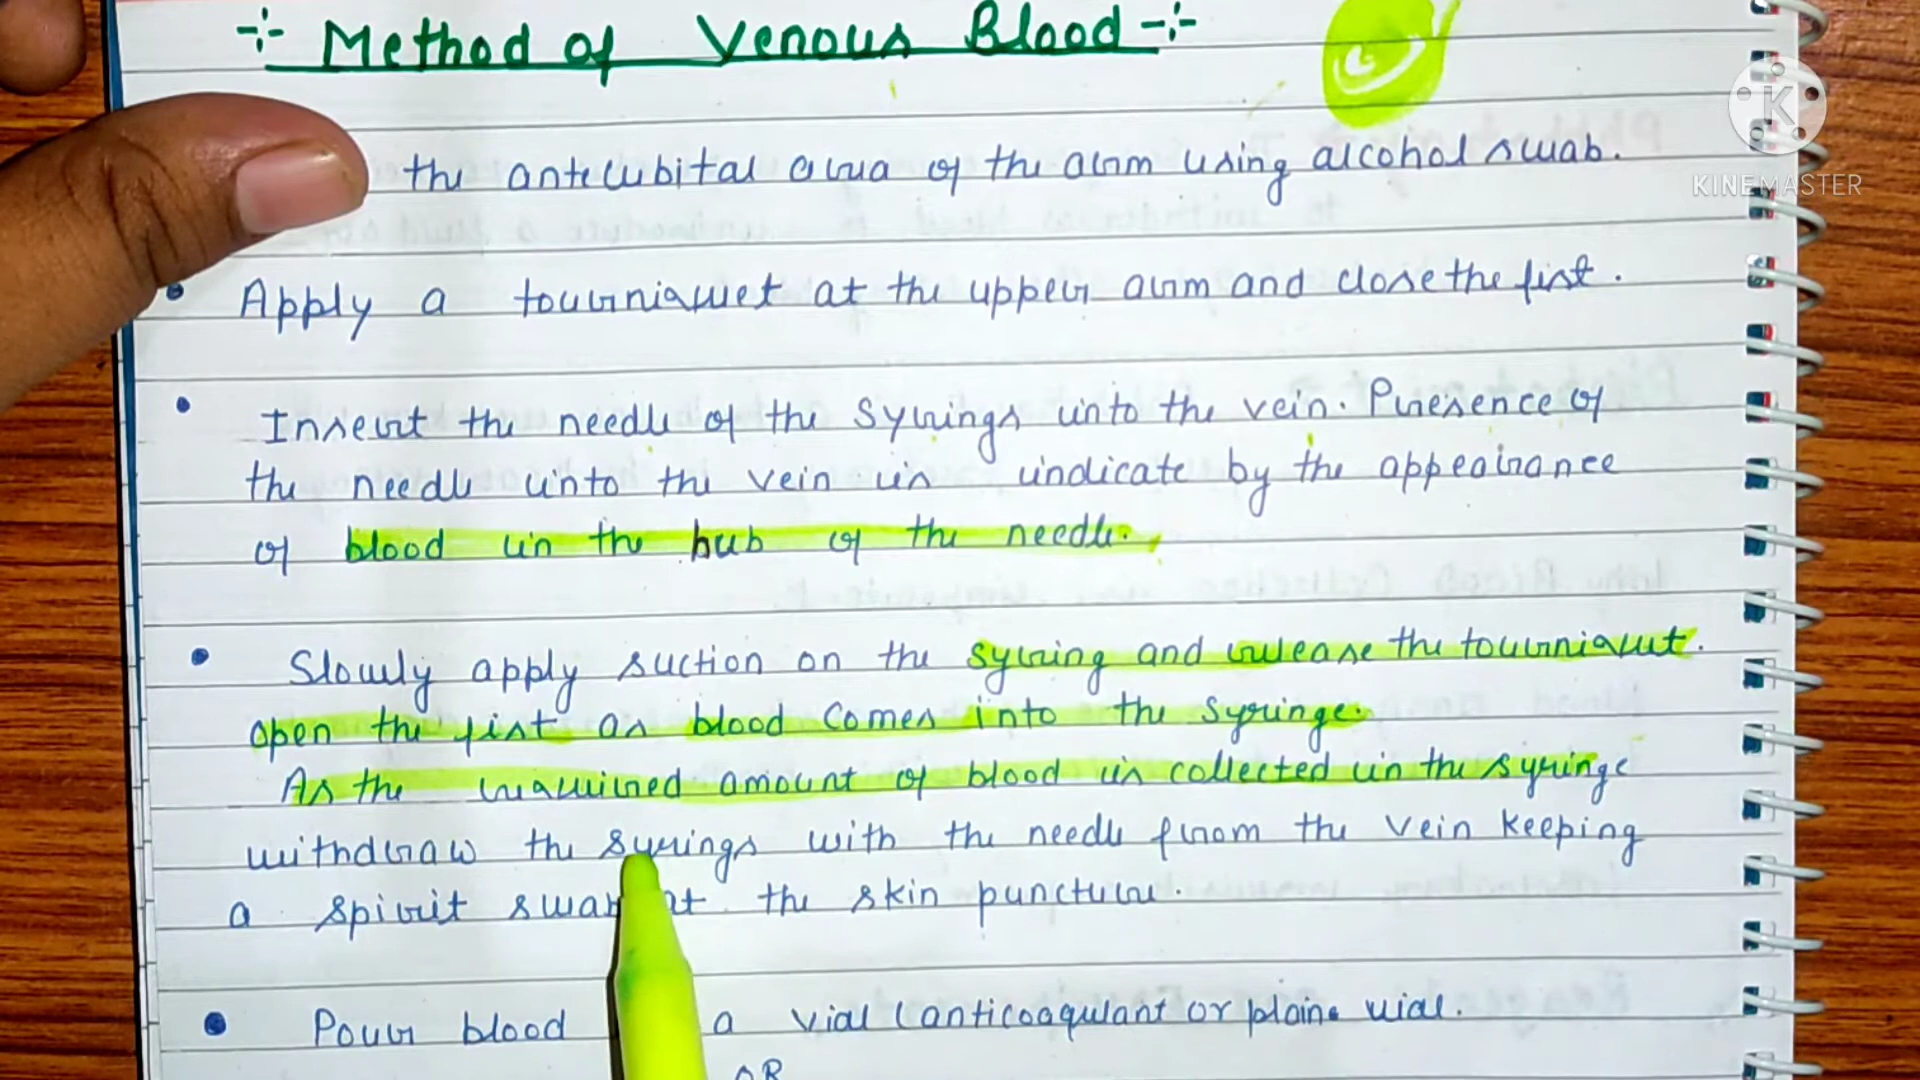 Method of Venous Blood
KINEMASTER
the antecubital area of the arm using alcohol swab.
Apply a tourniquet at the upper arm and close the fist.
Insert the needle of the Syrings into the vein. Presence of
the needle into the vein is indicate by the appearance
of blood in the hub of the needle.
Slowly apply suction on the syring and release the tourniquet.
open the fist as blood comes into the syringe.
As the required amount of blood is collected in the syringe
withdraw the syrings with the needle from the vein keeping
a spirit swab at the skin puncture.
Pour blood a vial (anticoagulant or plaine vial.
OR